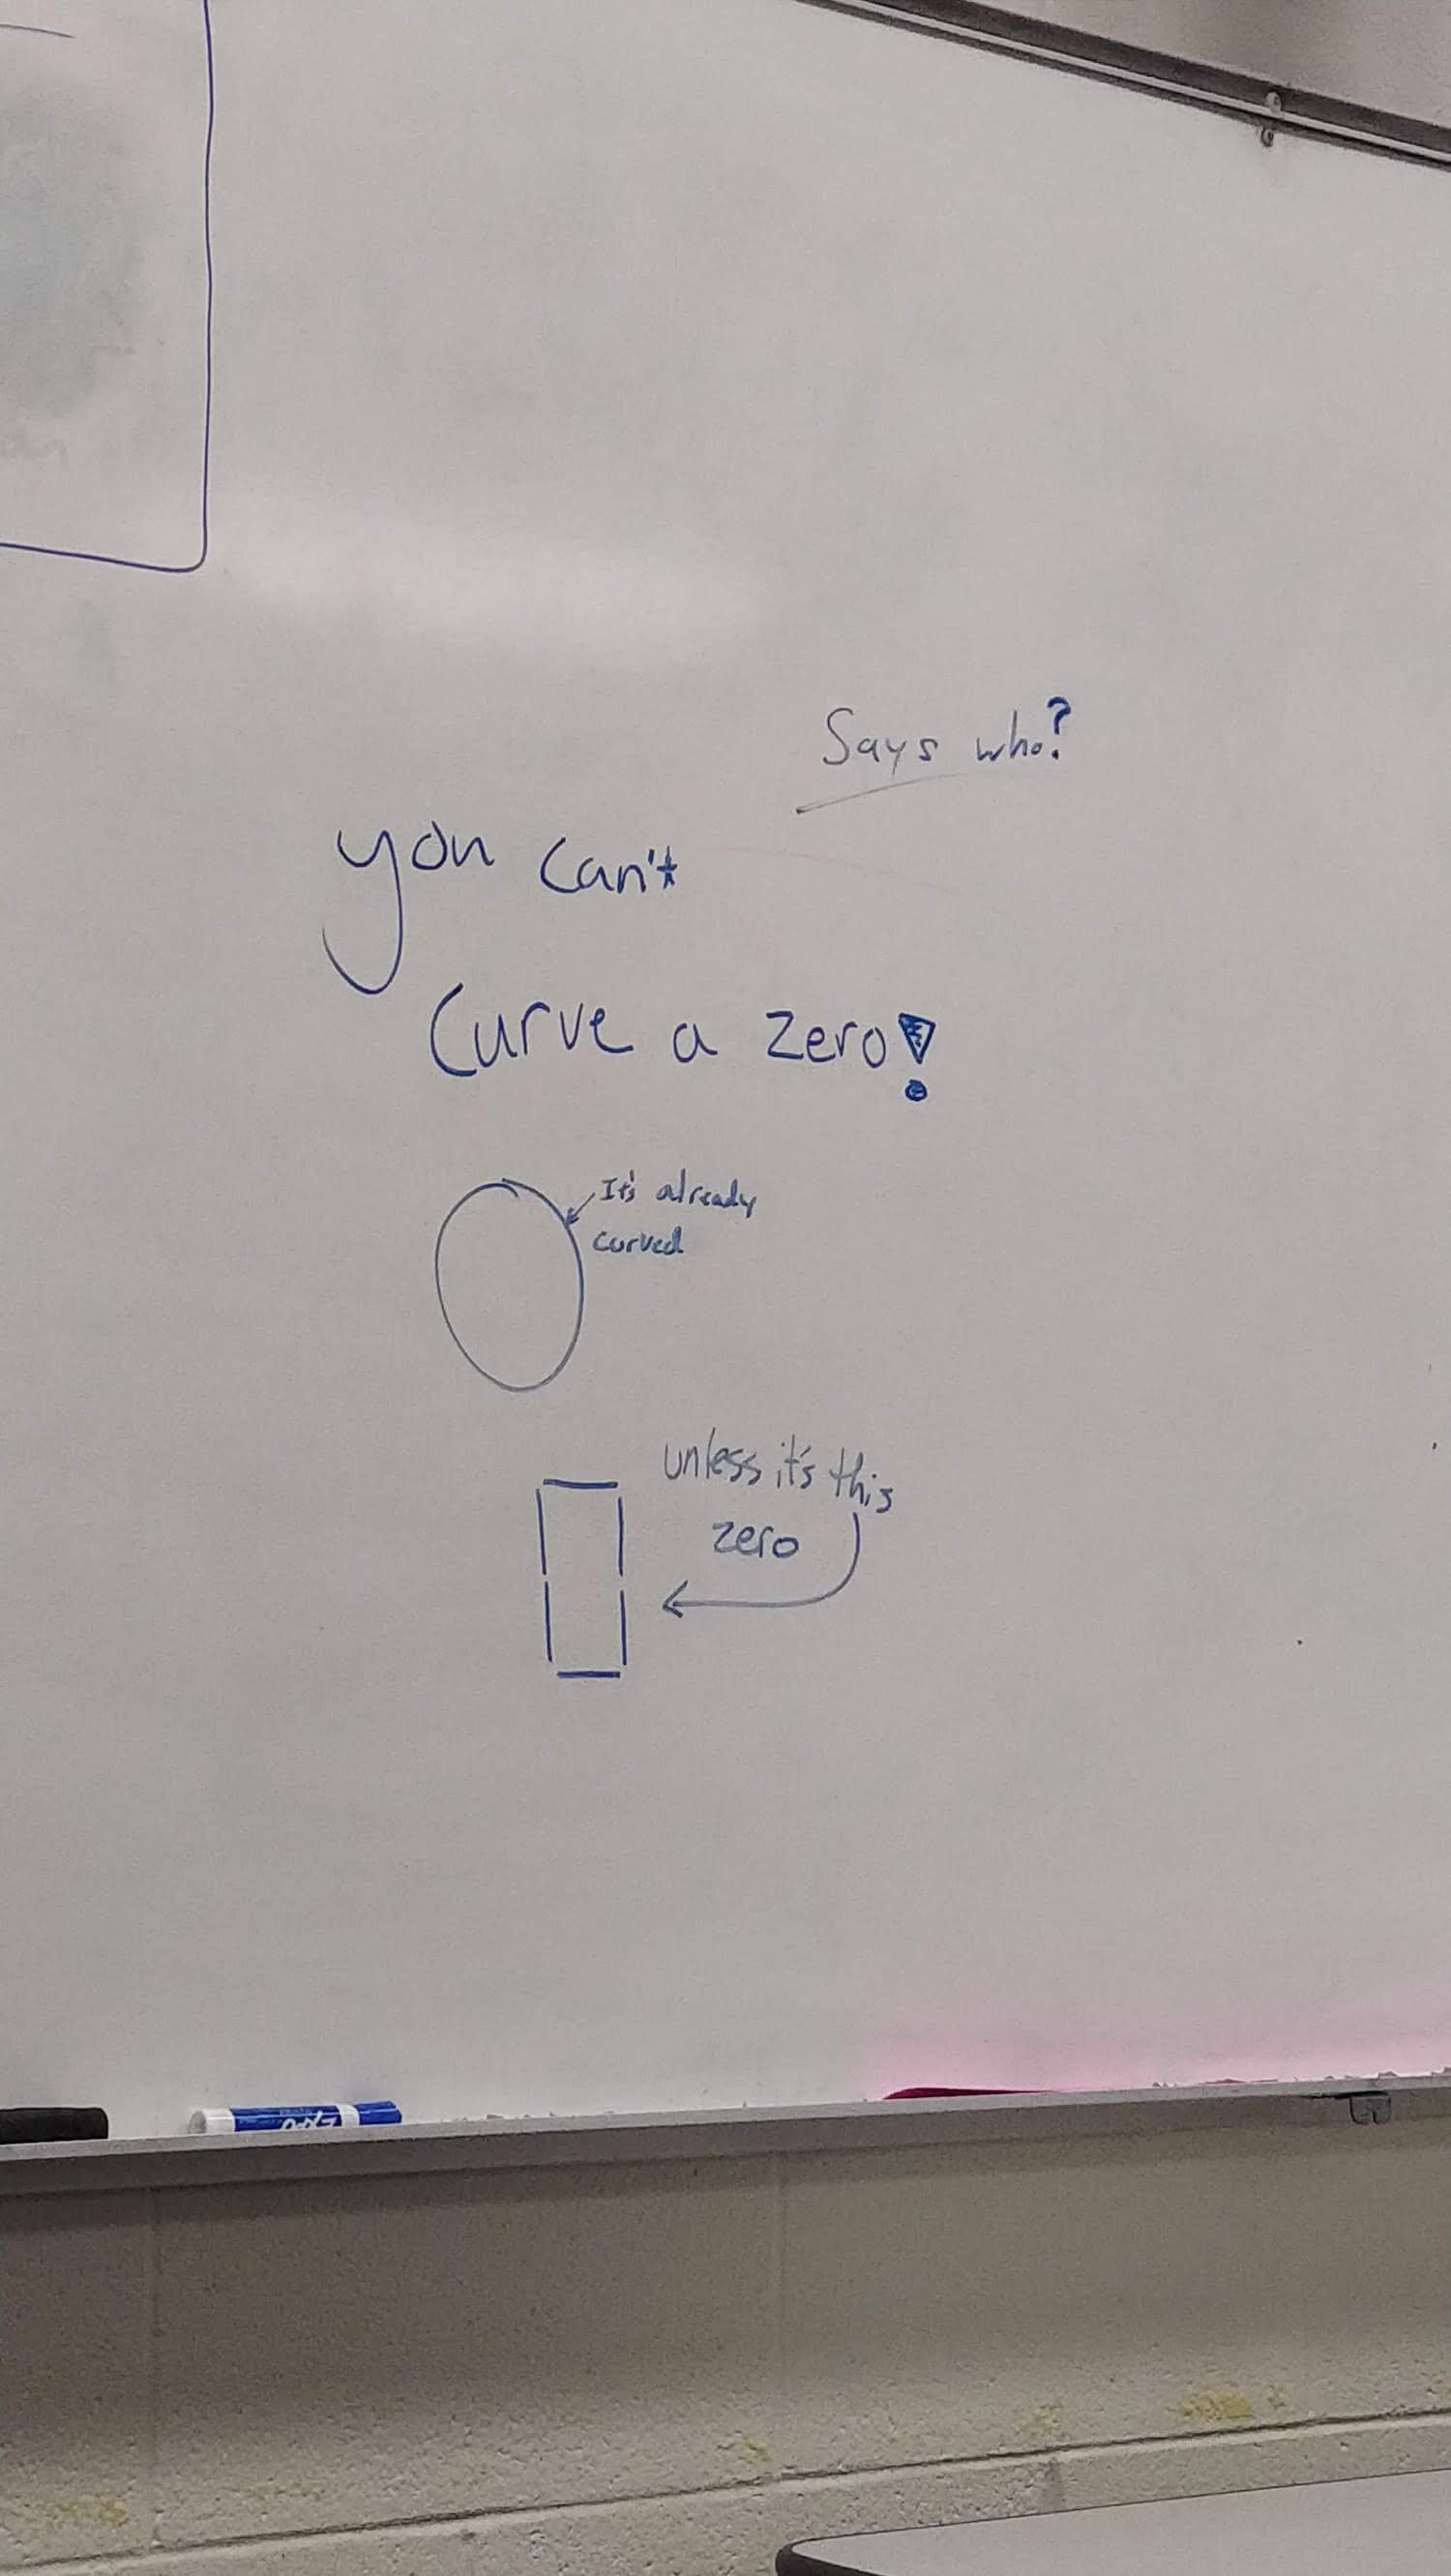 Says who?
you can't
curve a zero!
It's already
curved
unless it's this
zero
EXPO